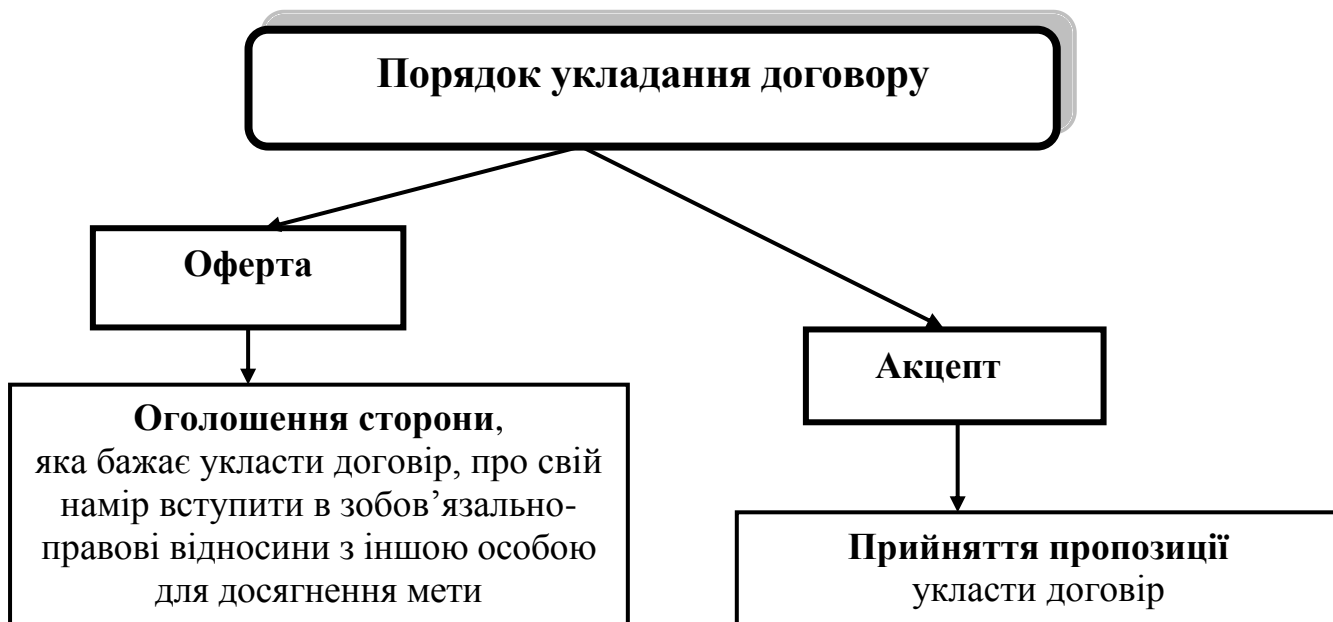 Порядок укладання договору
Оферта
Акцепт
Оголошення сторони,
яка бажає укласти договір, про свій
намір вступити в зобов’язально-
правові відносини з іншою особою
для досягнення мети
Прийняття пропозиції
укласти договір